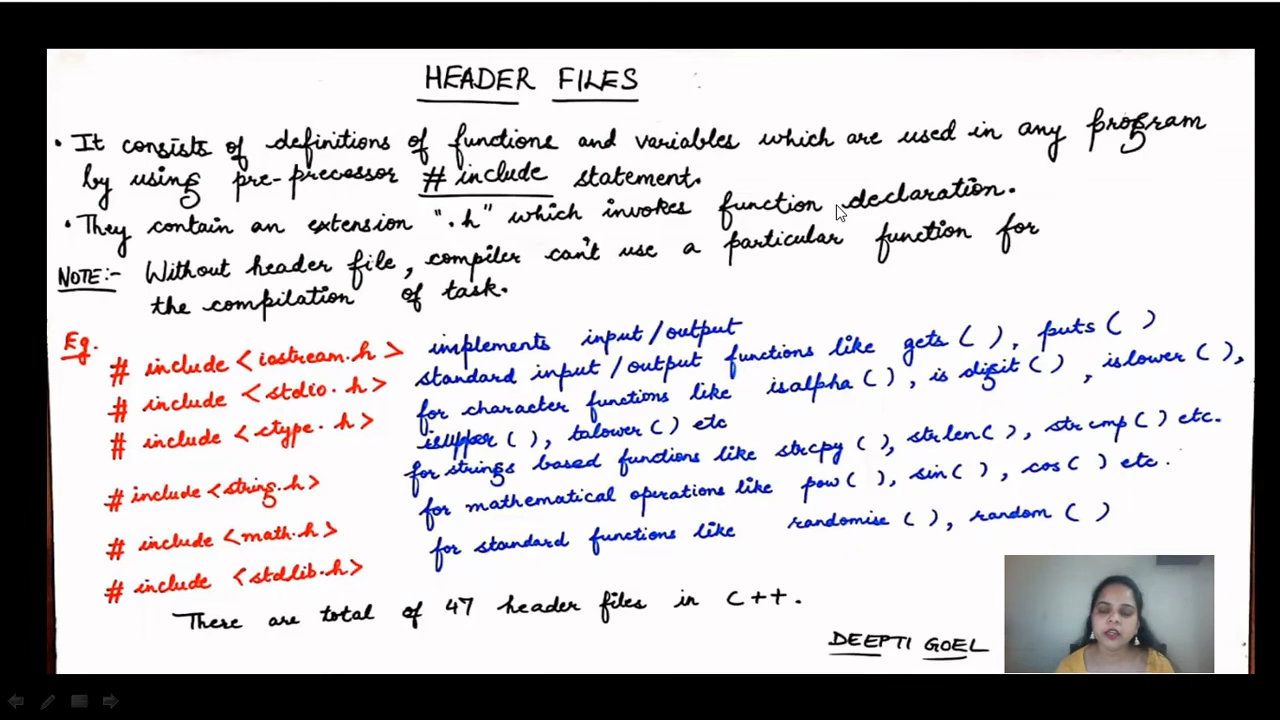 HEADER FILES
• It consists of definitions of functions and variables which are used in any program
by using pre-precessor # include statement.
• They contain an extension ".h" which invokes function declaration.
NOTE:- Without header file, compiler can't use a particular function for
the compilation of task.
Eg.
# include <iostream.h> implements input/output
# include <stdio.h> standard input/output functions like gets ( ), puts ( )
# include <ctype.h> for character functions like isalpha ( ), is digit ( ), islower ( ),
isupper ( ), talower ( ) etc
# include <string.h> for strings based functions like strcpy ( ), strlen( ), strcmp ( ) etc.
# include <math.h> for mathematical operations like pow ( ), sin( ), cos ( ) etc.
# include <stdlib.h> for standard functions like randomise ( ), random ( )
There are total of 47 header files in C++.
DEEPTI GOEL